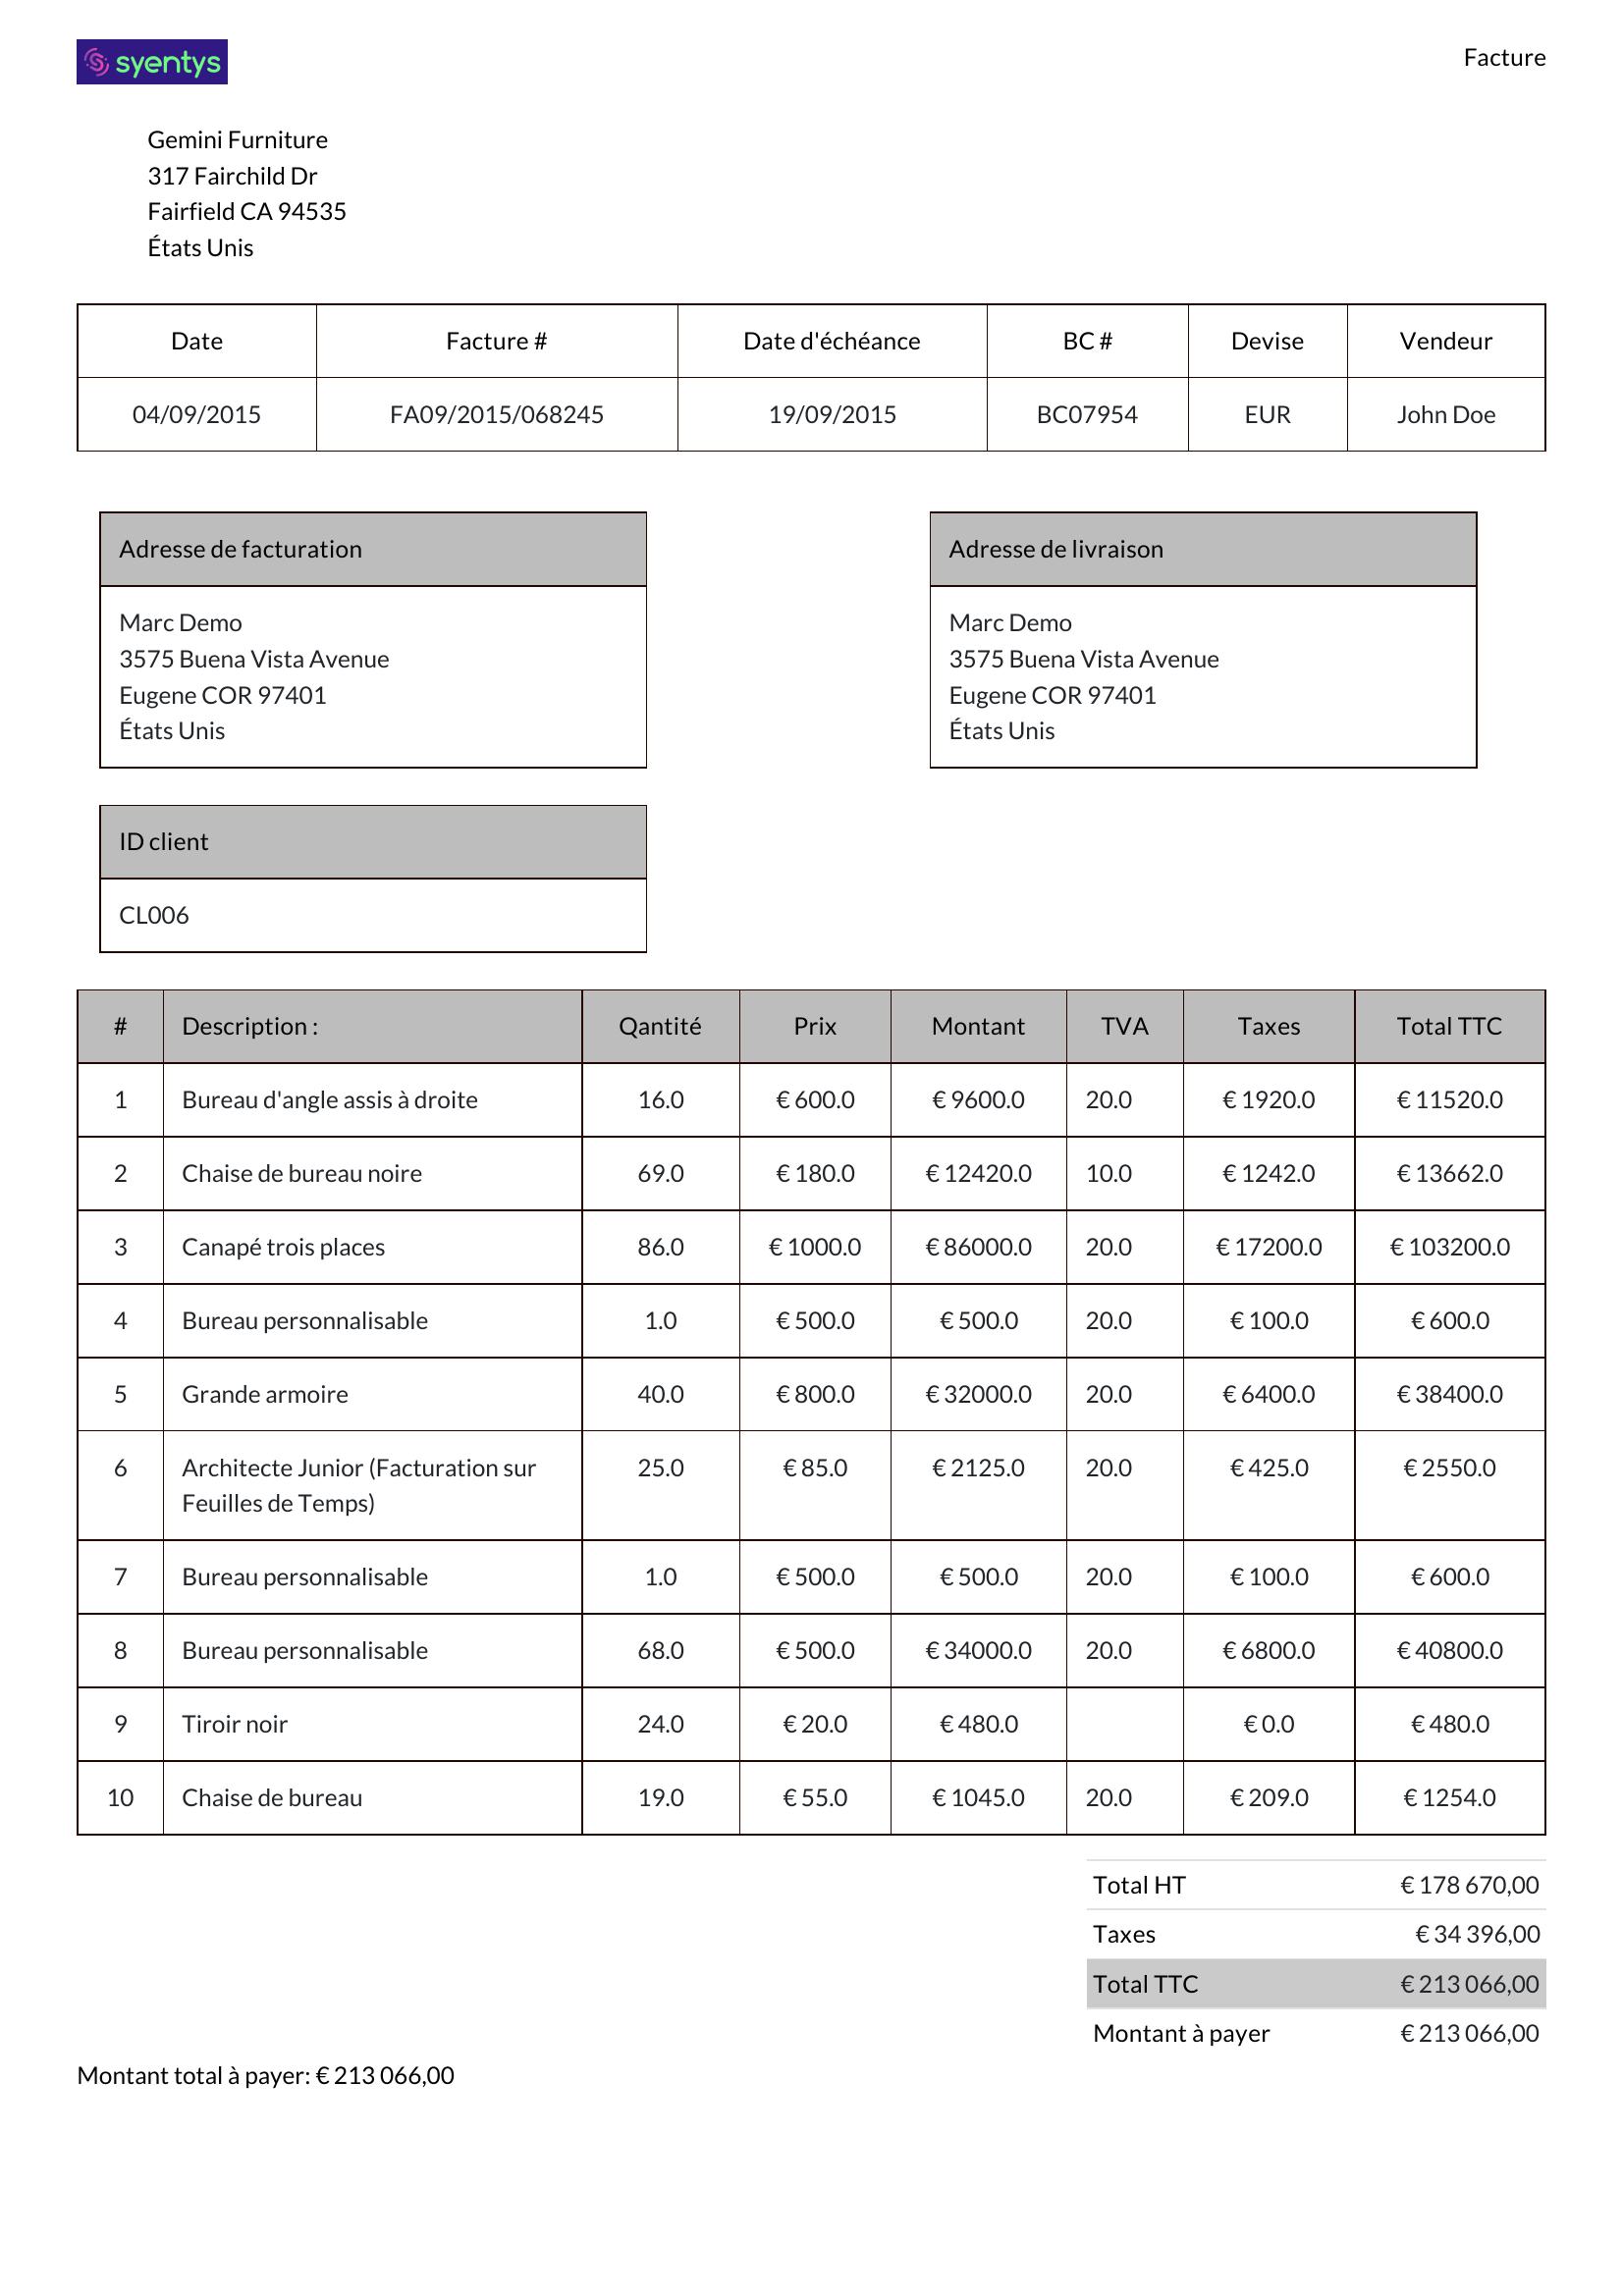 syentys
Facture
Gemini Furniture
317 Fairchild Dr
Fairfield CA 94535
États Unis
Date Facture # Date d'échéance BC # Devise Vendeur
04/09/2015 FA09/2015/068245 19/09/2015 BC07954 EUR John Doe
Adresse de facturation
Marc Demo
3575 Buena Vista Avenue
Eugene COR 97401
États Unis
Adresse de livraison
Marc Demo
3575 Buena Vista Avenue
Eugene COR 97401
États Unis
ID client
CL006
# Description : Qantité Prix Montant TVA Taxes Total TTC
1 Bureau d'angle assis à droite 16.0 € 600.0 € 9600.0 20.0 € 1920.0 € 11520.0
2 Chaise de bureau noire 69.0 € 180.0 € 12420.0 10.0 € 1242.0 € 13662.0
3 Canapé trois places 86.0 € 1000.0 € 86000.0 20.0 € 17200.0 € 103200.0
4 Bureau personnalisable 1.0 € 500.0 € 500.0 20.0 € 100.0 € 600.0
5 Grande armoire 40.0 € 800.0 € 32000.0 20.0 € 6400.0 € 38400.0
6 Architecte Junior (Facturation sur 25.0 € 85.0 € 2125.0 20.0 € 425.0 € 2550.0
Feuilles de Temps)
7 Bureau personnalisable 1.0 € 500.0 € 500.0 20.0 € 100.0 € 600.0
8 Bureau personnalisable 68.0 € 500.0 € 34000.0 20.0 € 6800.0 € 40800.0
9 Tiroir noir 24.0 € 20.0 € 480.0 € 0.0 € 480.0
10 Chaise de bureau 19.0 € 55.0 € 1045.0 20.0 € 209.0 € 1254.0
Total HT € 178 670,00
Taxes € 34 396,00
Total TTC € 213 066,00
Montant à payer € 213 066,00
Montant total à payer: € 213 066,00